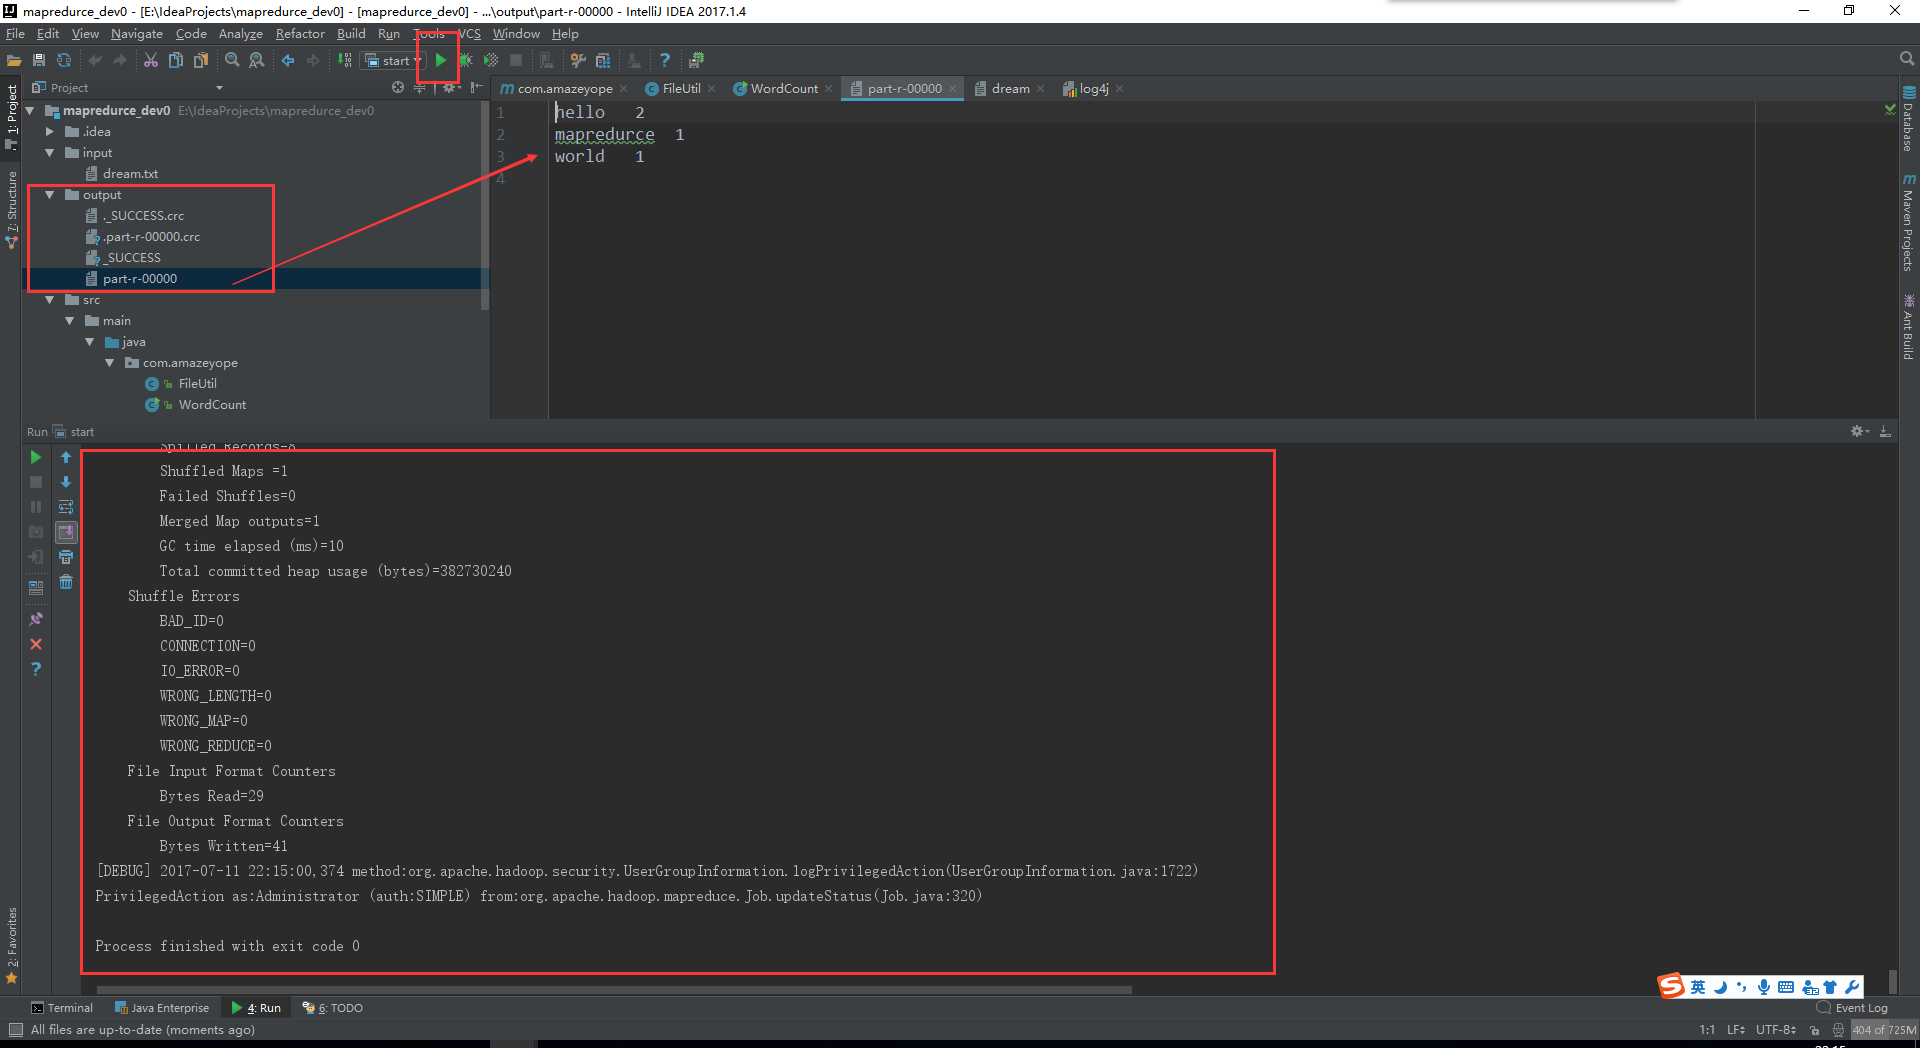 mapredurce_dev0 - [E:\IdeaProjects\mapredurce_dev0] - [mapredurce_dev0] - ...\output\part-r-00000 - IntelliJ IDEA 2017.1.4
File Edit View Navigate Code Analyze Refactor Build Run Tools VCS Window Help
start
Project
com.amazeyope FileUtil WordCount part-r-00000 dream log4j
1: Project
7: Structure
2: Favorites
mapredurce_dev0 E:\IdeaProjects\mapredurce_dev0
.idea
input
dream.txt
output
._SUCCESS.crc
.part-r-00000.crc
_SUCCESS
part-r-00000
src
main
java
com.amazeyope
FileUtil
WordCount
1 hello 2
2 mapredurce 1
3 world 1
4
Database
Maven Projects
Ant Build
Run start
Spilled Records=8
Shuffled Maps =1
Failed Shuffles=0
Merged Map outputs=1
GC time elapsed (ms)=10
Total committed heap usage (bytes)=382730240
Shuffle Errors
BAD_ID=0
CONNECTION=0
IO_ERROR=0
WRONG_LENGTH=0
WRONG_MAP=0
WRONG_REDUCE=0
File Input Format Counters
Bytes Read=29
File Output Format Counters
Bytes Written=41
[DEBUG] 2017-07-11 22:15:00,374 method:org.apache.hadoop.security.UserGroupInformation.logPrivilegedAction(UserGroupInformation.java:1722)
PrivilegedAction as:Administrator (auth:SIMPLE) from:org.apache.hadoop.mapreduce.Job.updateStatus(Job.java:320)
Process finished with exit code 0
英
Terminal Java Enterprise 4: Run 6: TODO Event Log
All files are up-to-date (moments ago) 1:1 LF UTF-8 404 of 725M